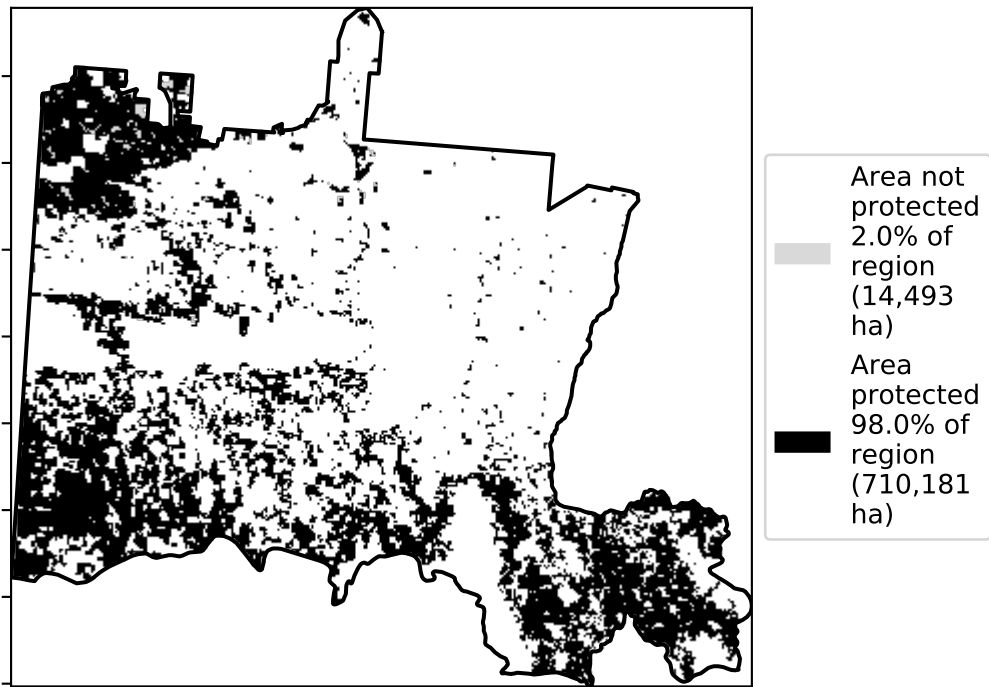 Area not
protected
2.0% of
region
(14,493
ha)
Area
protected
98.0% of
region
(710,181
ha)